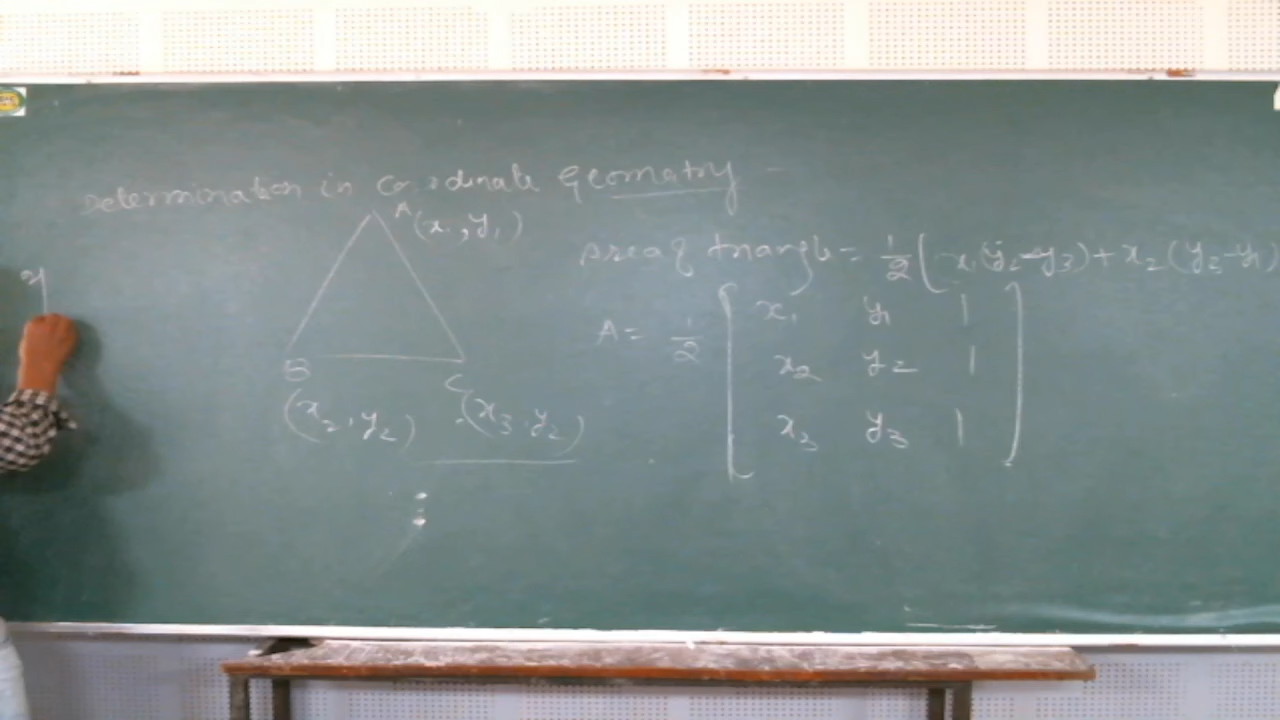 Determination in Co-ordinate Geomatry -
A (x₁, y₁)
Area of triangle = 1/2 [x₁(y₂-y₃)+x₂(y₃-y₁)
y
A = 1/2 [ x₁ y₁ 1
x₂ y₂ 1
x₃ y₃ 1 ]
B C
(x₂, y₂) (x₃, y₂)